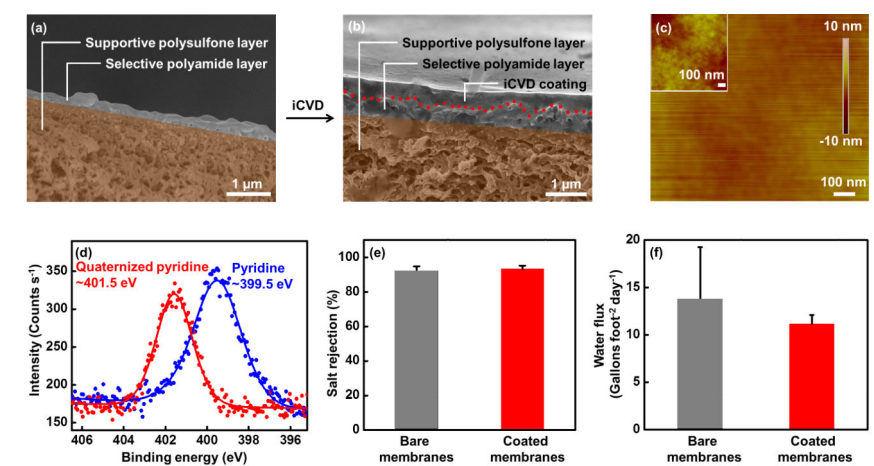 (a)
Supportive polysulfone layer
Selective polyamide layer
1 µm
iCVD
(b)
Supportive polysulfone layer
Selective polyamide layer
iCVD coating
1 µm
(c)
100 nm
10 nm
-10 nm
100 nm
(d)
Quaternized pyridine
~401.5 eV
Pyridine
~399.5 eV
Intensity (Counts s⁻¹)
350
300
250
200
150
406 404 402 400 398 396
Binding energy (eV)
(e)
Salt rejection (%)
100
80
60
40
20
0
Bare
membranes
Coated
membranes
(f)
Water flux
(Gallons foot⁻² day⁻¹)
20
15
10
5
0
Bare
membranes
Coated
membranes